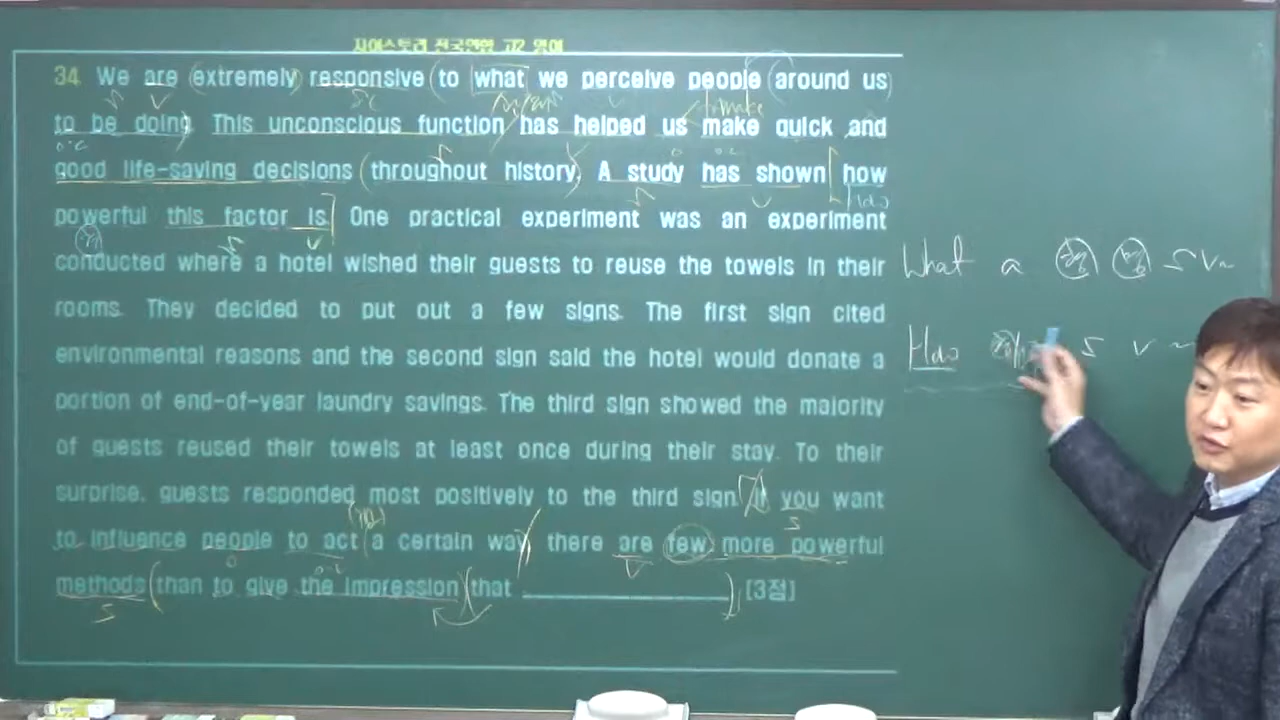 자이스토리 전국연합 고2 영어
34 We are extremely responsive to what we perceive people around us
to be doing. This unconscious function has helped us make quick and
good life-saving decisions throughout history. A study has shown how
powerful this factor is. One practical experiment was an experiment
conducted where a hotel wished their guests to reuse the towels in their
rooms. They decided to put out a few signs. The first sign cited
environmental reasons and the second sign said the hotel would donate a
portion of end-of-year laundry savings. The third sign showed the majority
of guests reused their towels at least once during their stay. To their
surprise, guests responded most positively to the third sign. If you want
to influence people to act a certain way, there are few more powerful
methods than to give the impression that ____________ [3점]
What a 형 명 S V ~
How S V ~